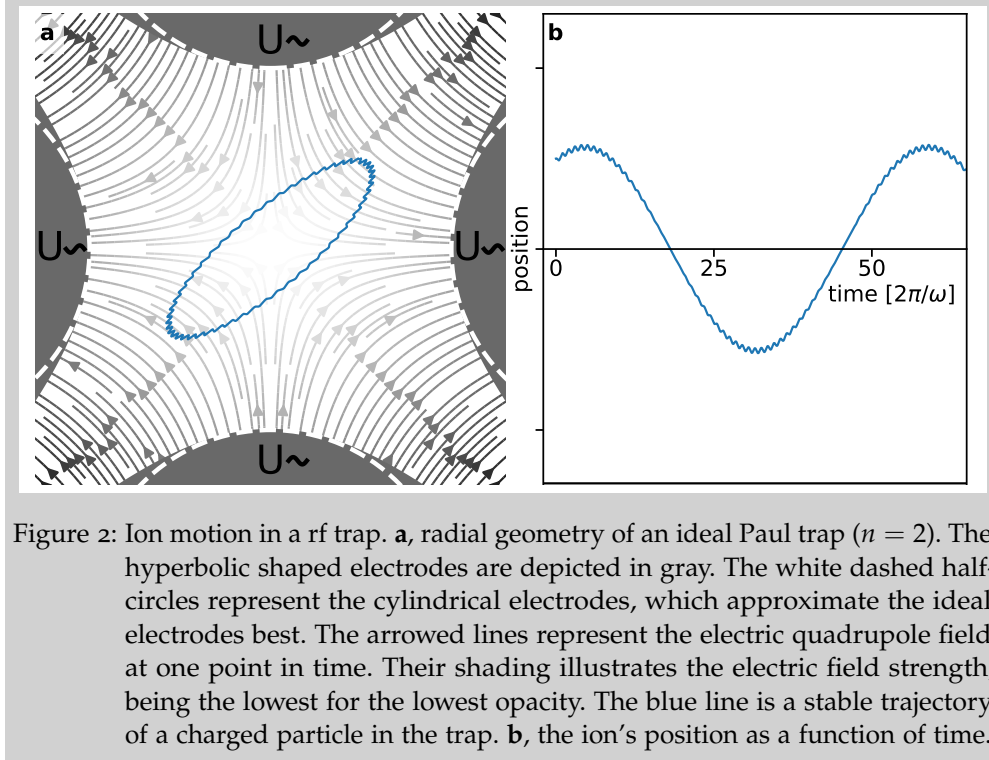 a
U~
b
U~
U~
U~
position
0
25
50
time [2π/ω]
Figure 2: Ion motion in a rf trap. a, radial geometry of an ideal Paul trap (n = 2). The
hyperbolic shaped electrodes are depicted in gray. The white dashed half-
circles represent the cylindrical electrodes, which approximate the ideal
electrodes best. The arrowed lines represent the electric quadrupole field
at one point in time. Their shading illustrates the electric field strength
being the lowest for the lowest opacity. The blue line is a stable trajectory
of a charged particle in the trap. b, the ion's position as a function of time.